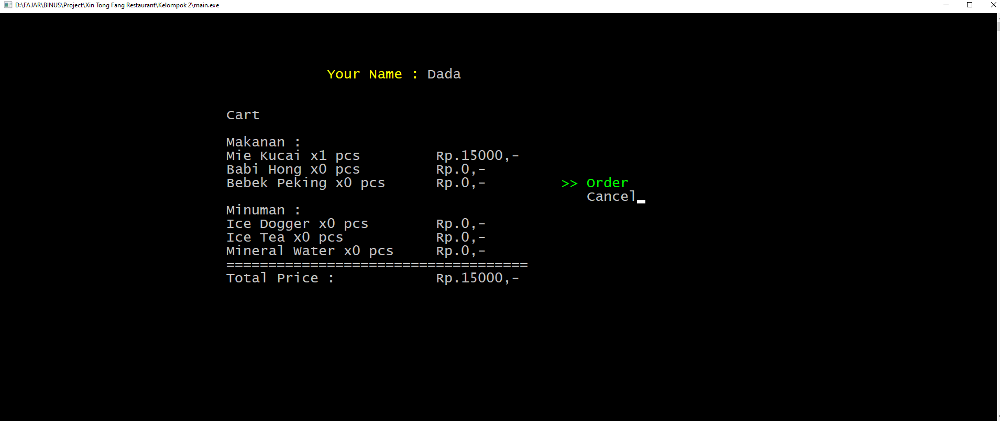 D:\FAJAR\BINUS\Project\Xin Tong Fang Restaurant\Kelompok 2\main.exe
Your Name : Dada
Cart
Makanan :
Mie Kucai x1 pcs Rp.15000,-
Babi Hong x0 pcs Rp.0,-
Bebek Peking x0 pcs Rp.0,- >> Order
Cancel
Minuman :
Ice Dogger x0 pcs Rp.0,-
Ice Tea x0 pcs Rp.0,-
Mineral Water x0 pcs Rp.0,-
====================================
Total Price : Rp.15000,-